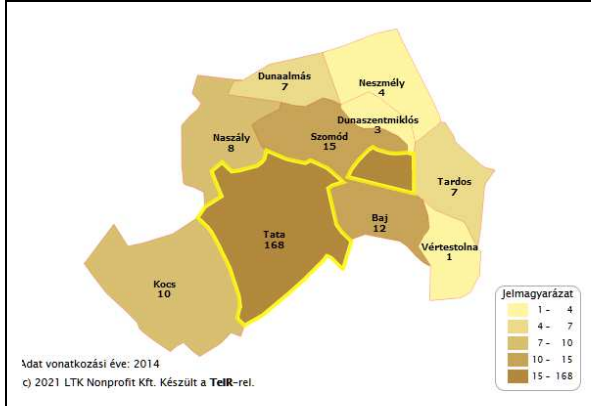 Dunaalmás
7
Neszmély
4
Dunaszentmiklós
3
Naszály
8
Szomód
15
Tardos
7
Tata
168
Baj
12
Vértestolna
1
Kocs
10
Jelmagyarázat
1 - 4
4 - 7
7 - 10
10 - 15
15 - 168
Adat vonatkozási éve: 2014
c) 2021 LTK Nonprofit Kft. Készült a TeIR-rel.